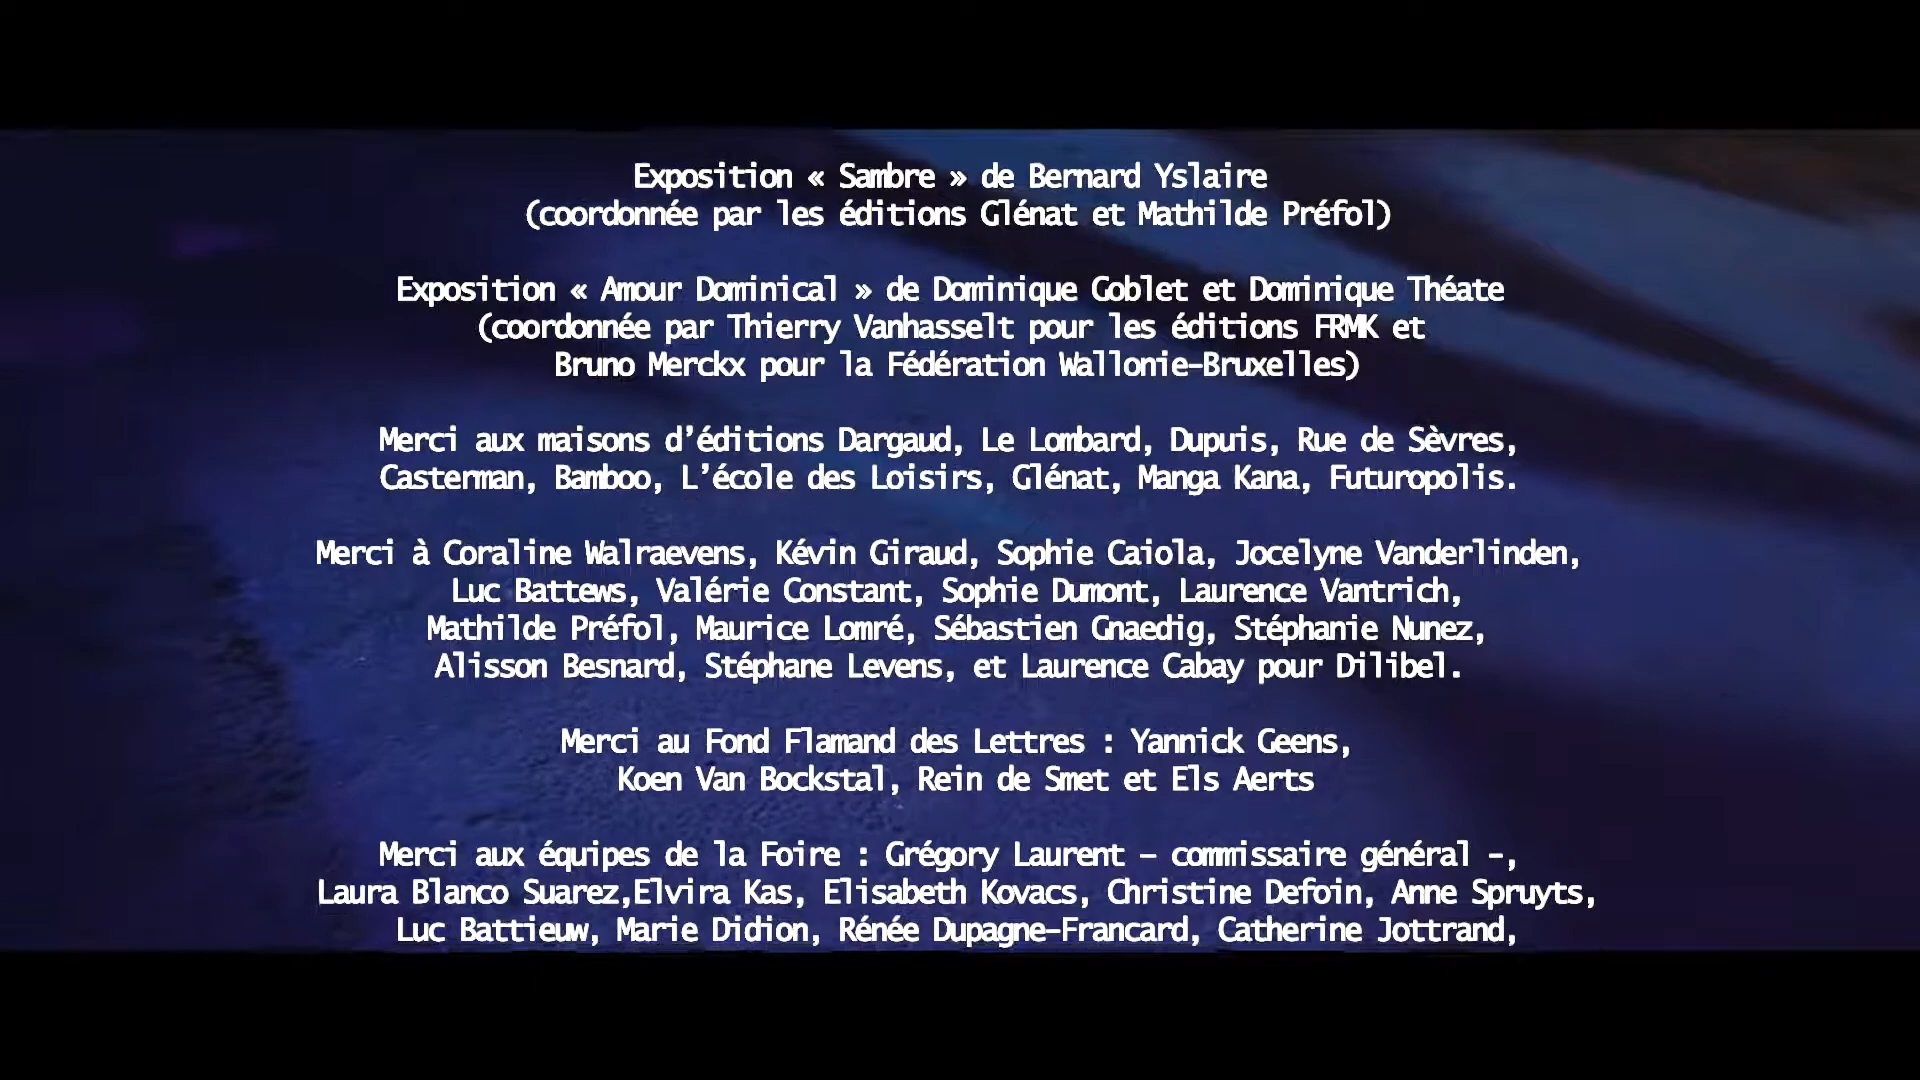 Exposition « Sambre » de Bernard Yslaire
(coordonnée par les éditions Glénat et Mathilde Préfol)
Exposition « Amour Dominical » de Dominique Goblet et Dominique Théate
(coordonnée par Thierry Vanhasselt pour les éditions FRMK et
Bruno Merckx pour la Fédération Wallonie–Bruxelles)
Merci aux maisons d’éditions Dargaud, Le Lombard, Dupuis, Rue de Sèvres,
Casterman, Bamboo, L’école des Loisirs, Glénat, Manga Kana, Futuropolis.
Merci à Coraline Walraevens, Kévin Giraud, Sophie Caiola, Jocelyne Vanderlinden,
Luc Battews, Valérie Constant, Sophie Dumont, Laurence Vantrich,
Mathilde Préfol, Maurice Lomré, Sébastien Gnaedig, Stéphanie Nunez,
Alisson Besnard, Stéphane Levens, et Laurence Cabay pour Dilibel.
Merci au Fond Flamand des Lettres : Yannick Geens,
Koen Van Bockstal, Rein de Smet et Els Aerts
Merci aux équipes de la Foire : Grégory Laurent – commissaire général -,
Laura Blanco Suarez,Elvira Kas, Elisabeth Kovacs, Christine Defoin, Anne Spruyts,
Luc Battieuw, Marie Didion, Rénée Dupagne–Francard, Catherine Jottrand,